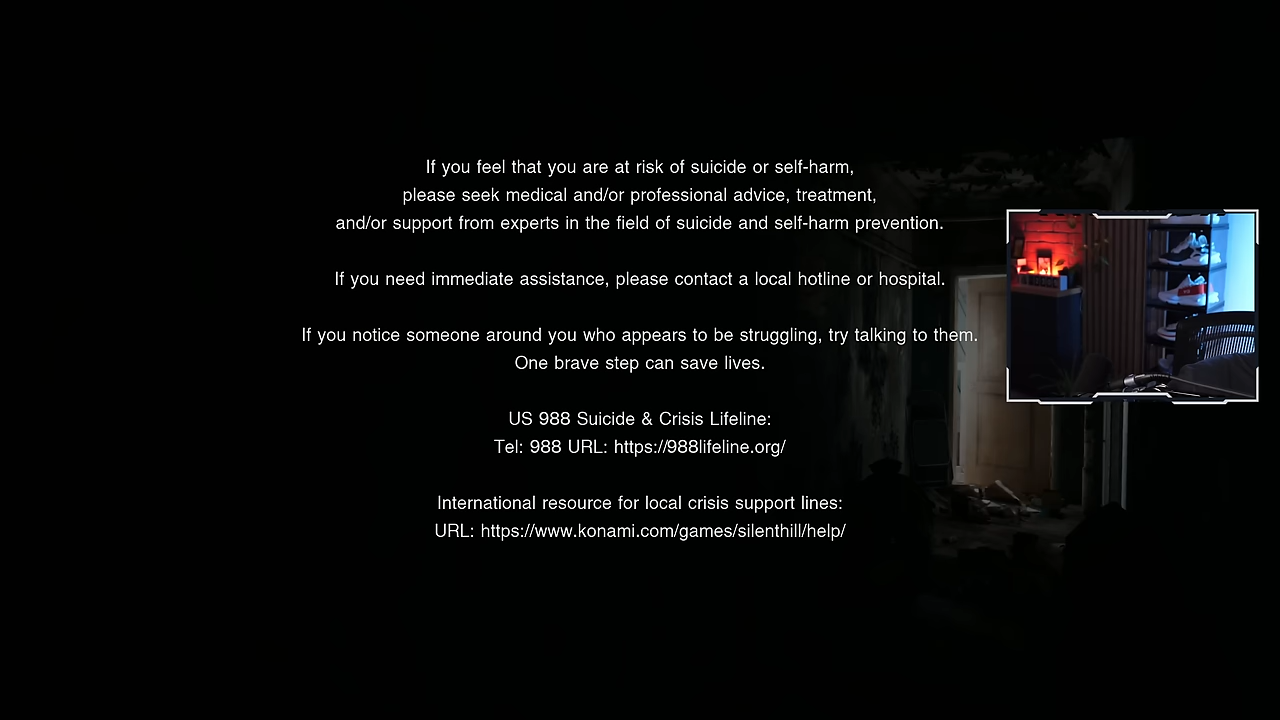 If you feel that you are at risk of suicide or self-harm,
please seek medical and/or professional advice, treatment,
and/or support from experts in the field of suicide and self-harm prevention.
If you need immediate assistance, please contact a local hotline or hospital.
If you notice someone around you who appears to be struggling, try talking to them.
One brave step can save lives.
US 988 Suicide & Crisis Lifeline:
Tel: 988 URL: https://988lifeline.org/
International resource for local crisis support lines:
URL: https://www.konami.com/games/silenthill/help/